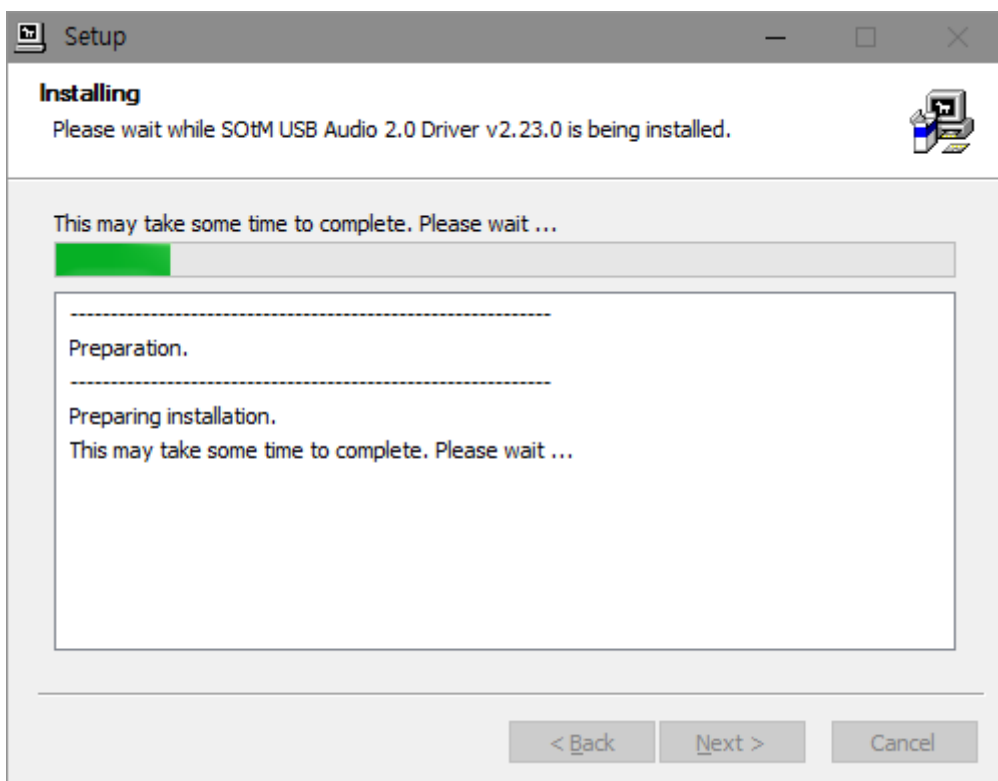 Setup
Installing
Please wait while SOtM USB Audio 2.0 Driver v2.23.0 is being installed.
This may take some time to complete. Please wait ...
------------------------------------------------------------
Preparation.
------------------------------------------------------------
Preparing installation.
This may take some time to complete. Please wait ...
< Back
Next >
Cancel